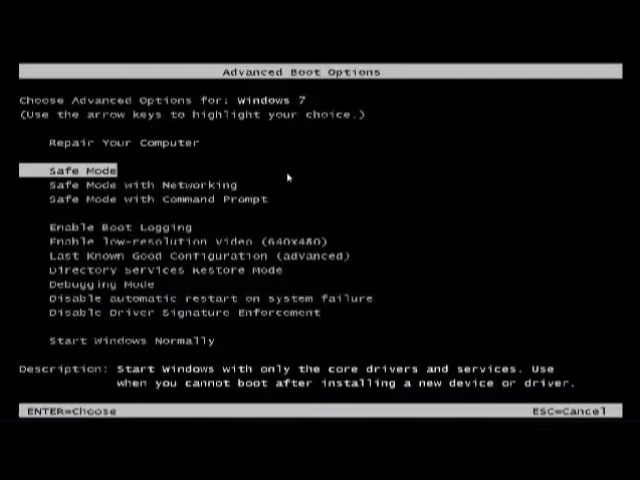 Advanced Boot Options
Choose Advanced Options for: Windows 7
(Use the arrow keys to highlight your choice.)
Repair Your Computer
Safe Mode
Safe Mode with Networking
Safe Mode with Command Prompt
Enable Boot Logging
Enable low-resolution video (640x480)
Last Known Good Configuration (advanced)
Directory Services Restore Mode
Debugging Mode
Disable automatic restart on system failure
Disable Driver Signature Enforcement
Start Windows Normally
Description: Start Windows with only the core drivers and services. Use
when you cannot boot after installing a new device or driver.
ENTER=Choose ESC=Cancel